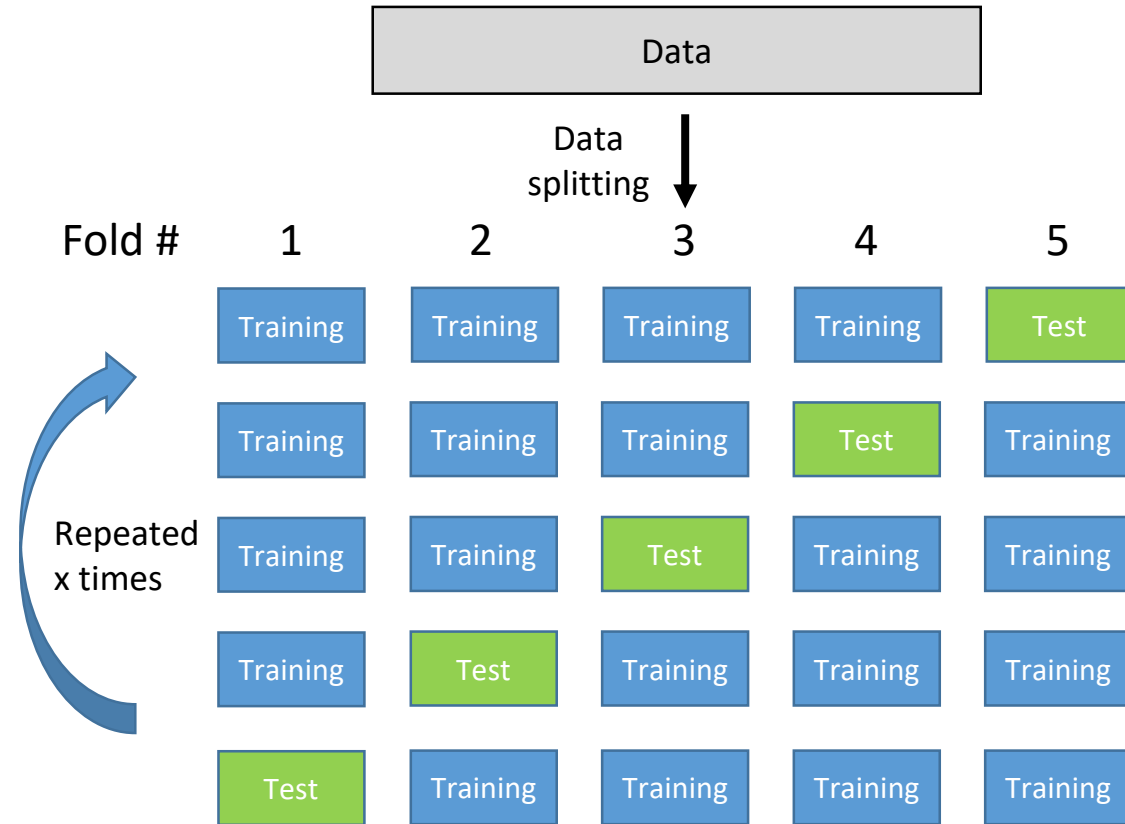 Data
Data
splitting
Fold # 1 2 3 4 5
Training Training Training Training Test
Training Training Training Test Training
Repeated
x times
Training Training Test Training Training
Training Test Training Training Training
Test Training Training Training Training